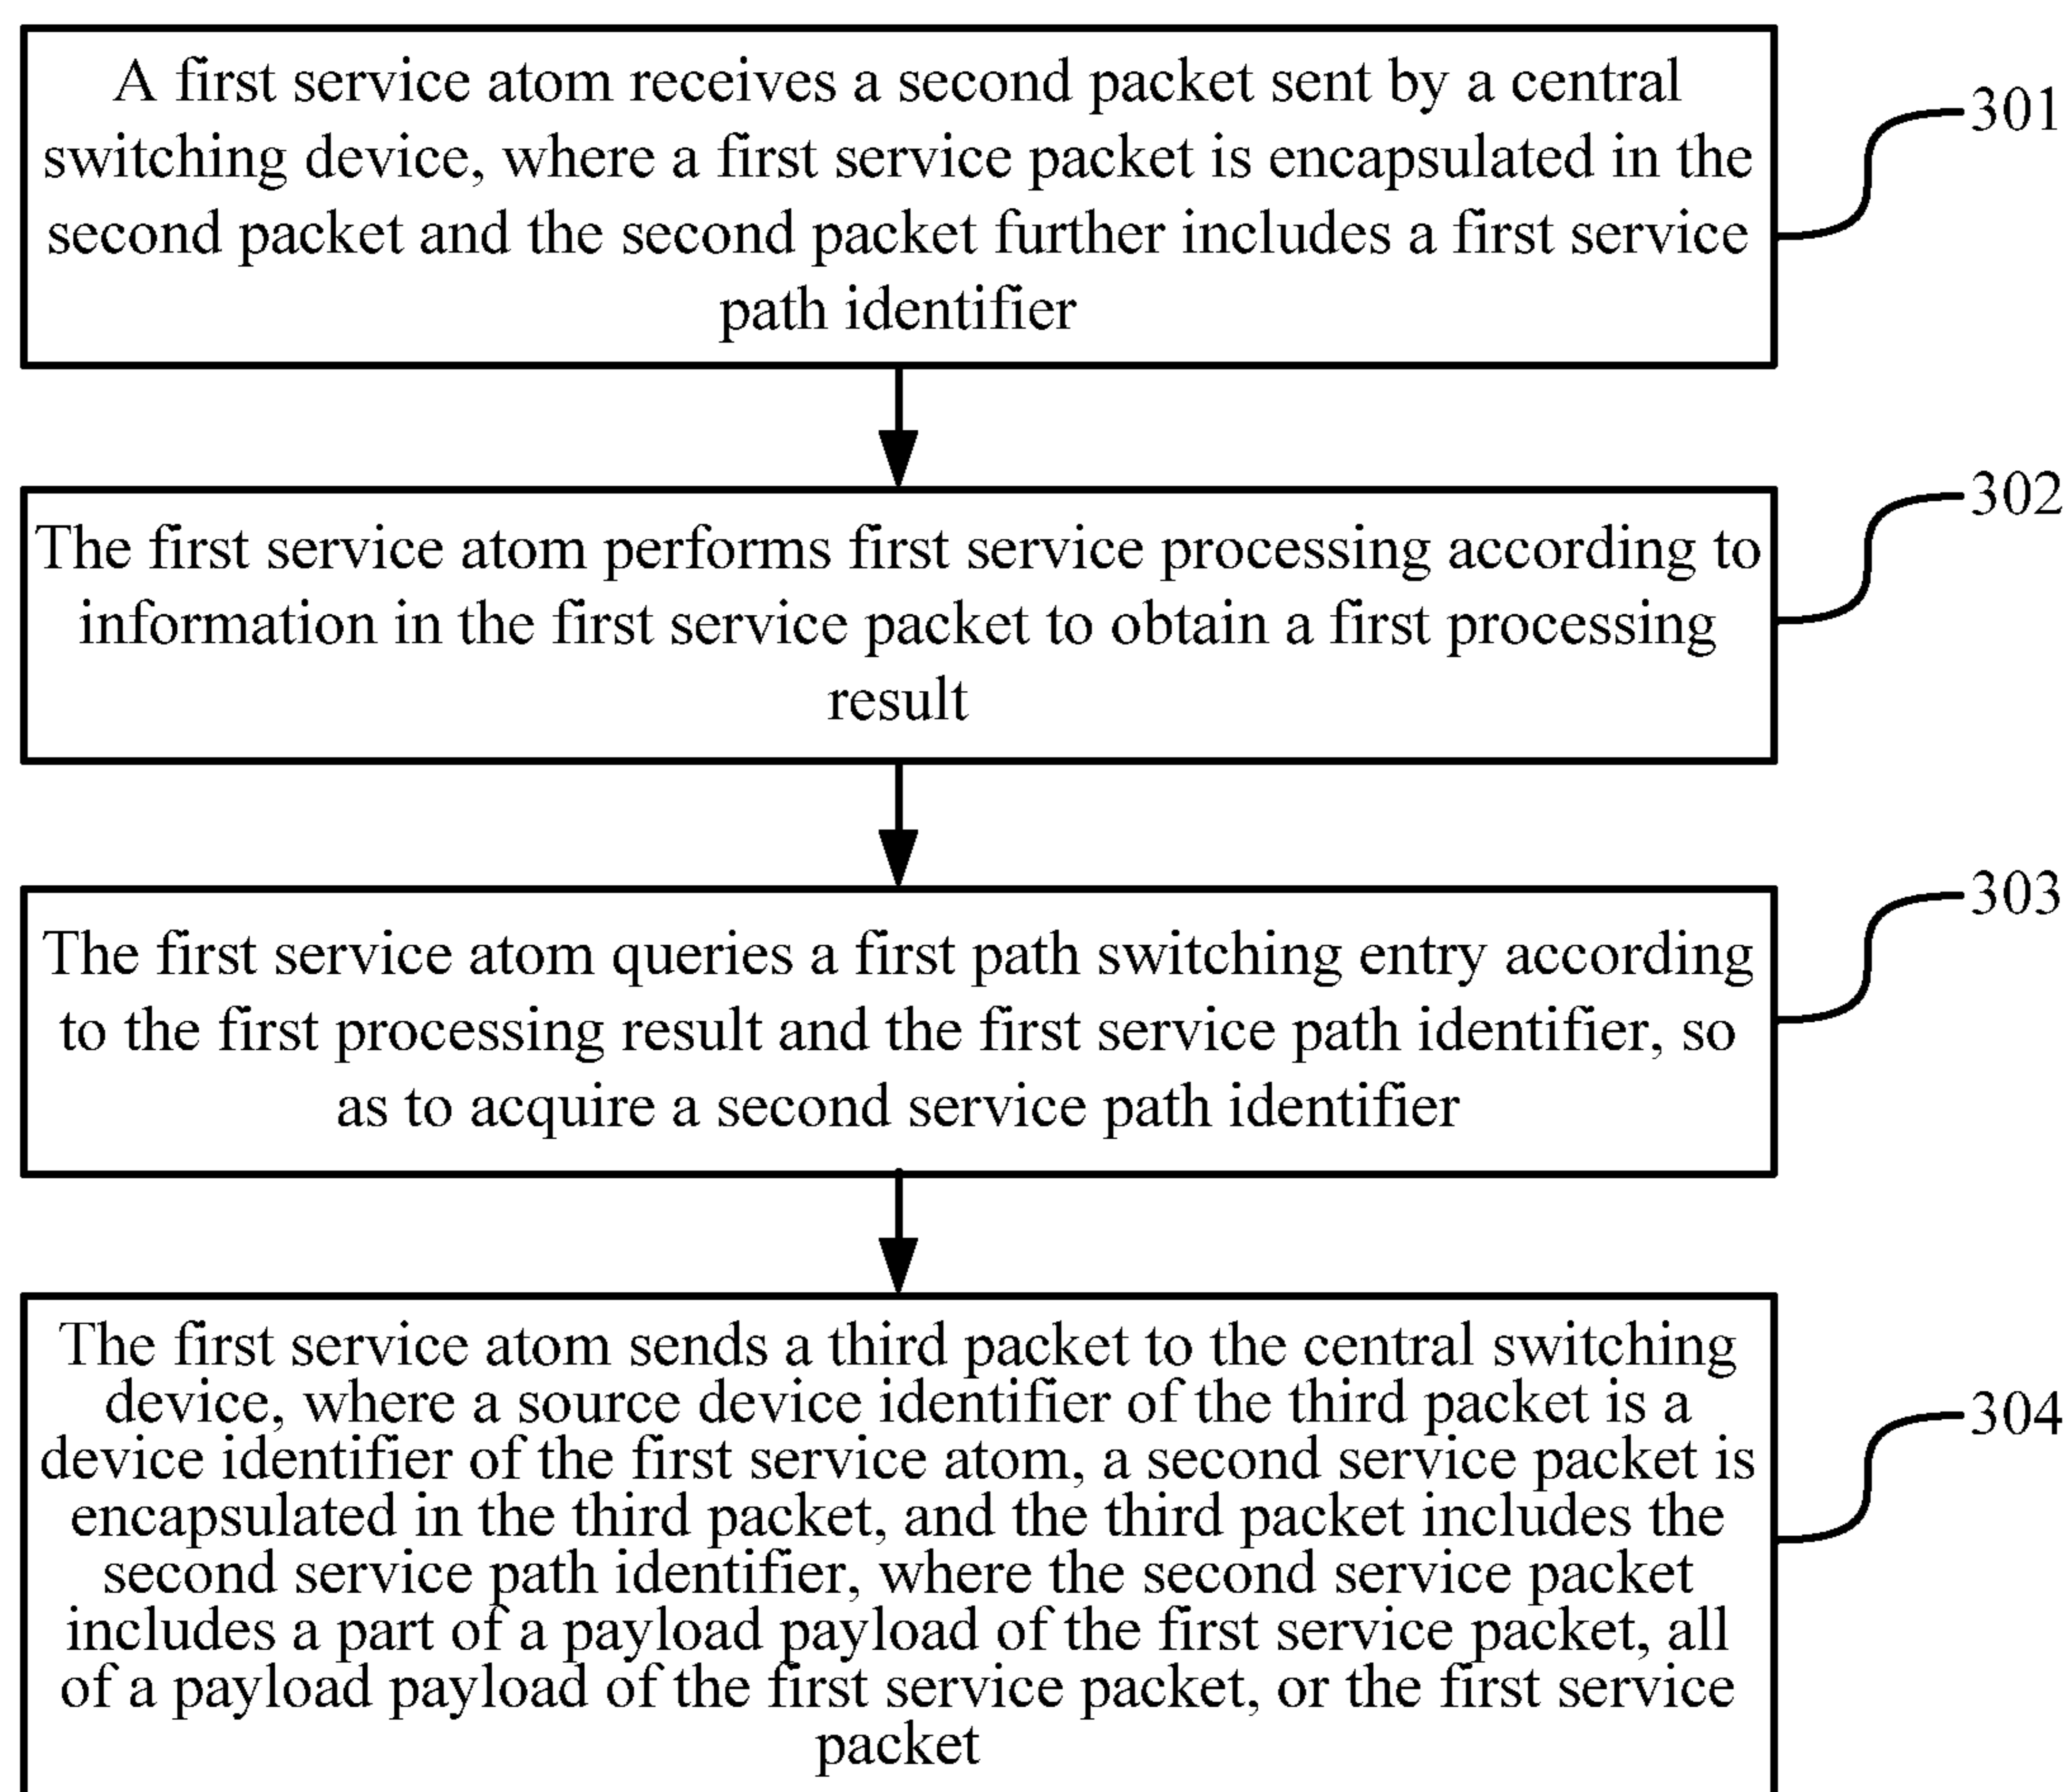 A first service atom receives a second packet sent by a central
switching device, where a first service packet is encapsulated in the
second packet and the second packet further includes a first service
path identifier
301
The first service atom performs first service processing according to
information in the first service packet to obtain a first processing
result
302
The first service atom queries a first path switching entry according
to the first processing result and the first service path identifier, so
as to acquire a second service path identifier
303
The first service atom sends a third packet to the central switching
device, where a source device identifier of the third packet is a
device identifier of the first service atom, a second service packet is
encapsulated in the third packet, and the third packet includes the
second service path identifier, where the second service packet
includes a part of a payload payload of the first service packet, all
of a payload payload of the first service packet, or the first service
packet
304